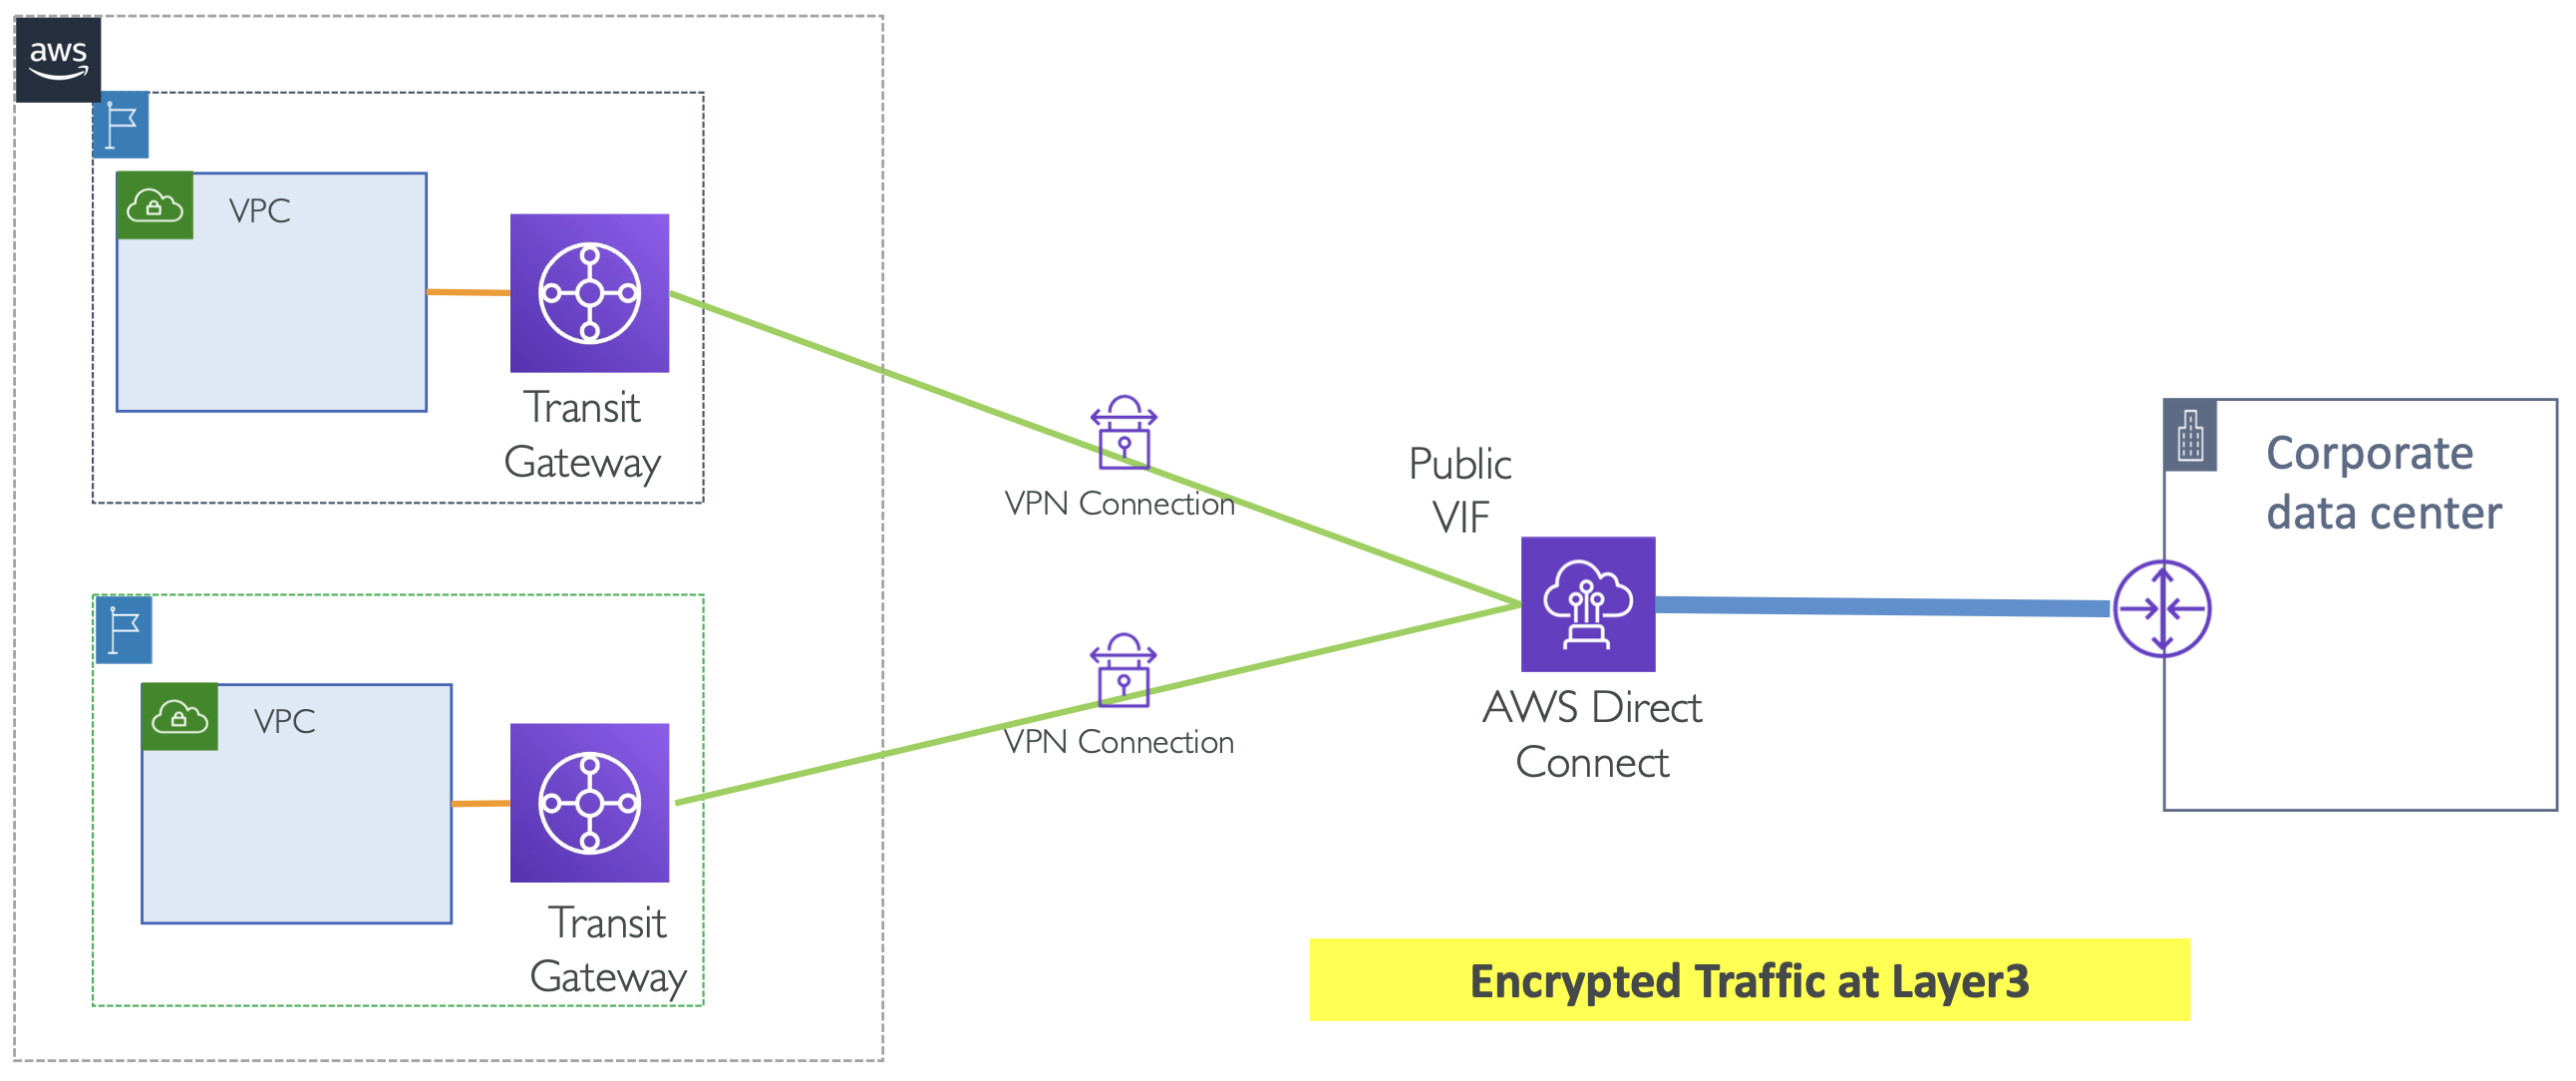 aws
VPC
Transit
Gateway
VPN Connection
Public
VIF
Corporate
data center
VPC
VPN Connection
AWS Direct
Connect
Transit
Gateway
Encrypted Traffic at Layer3